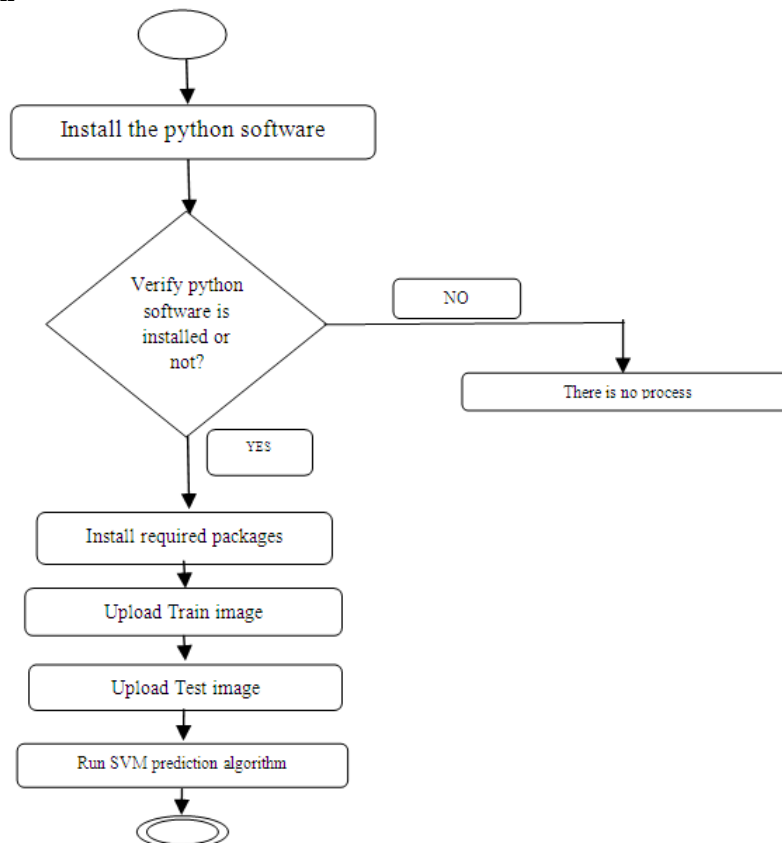 Install the python software
Verify python
software is
installed or
not?
NO
There is no process
YES
Install required packages
Upload Train image
Upload Test image
Run SVM prediction algorithm